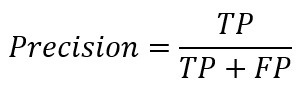 Precision = TP / (TP + FP)